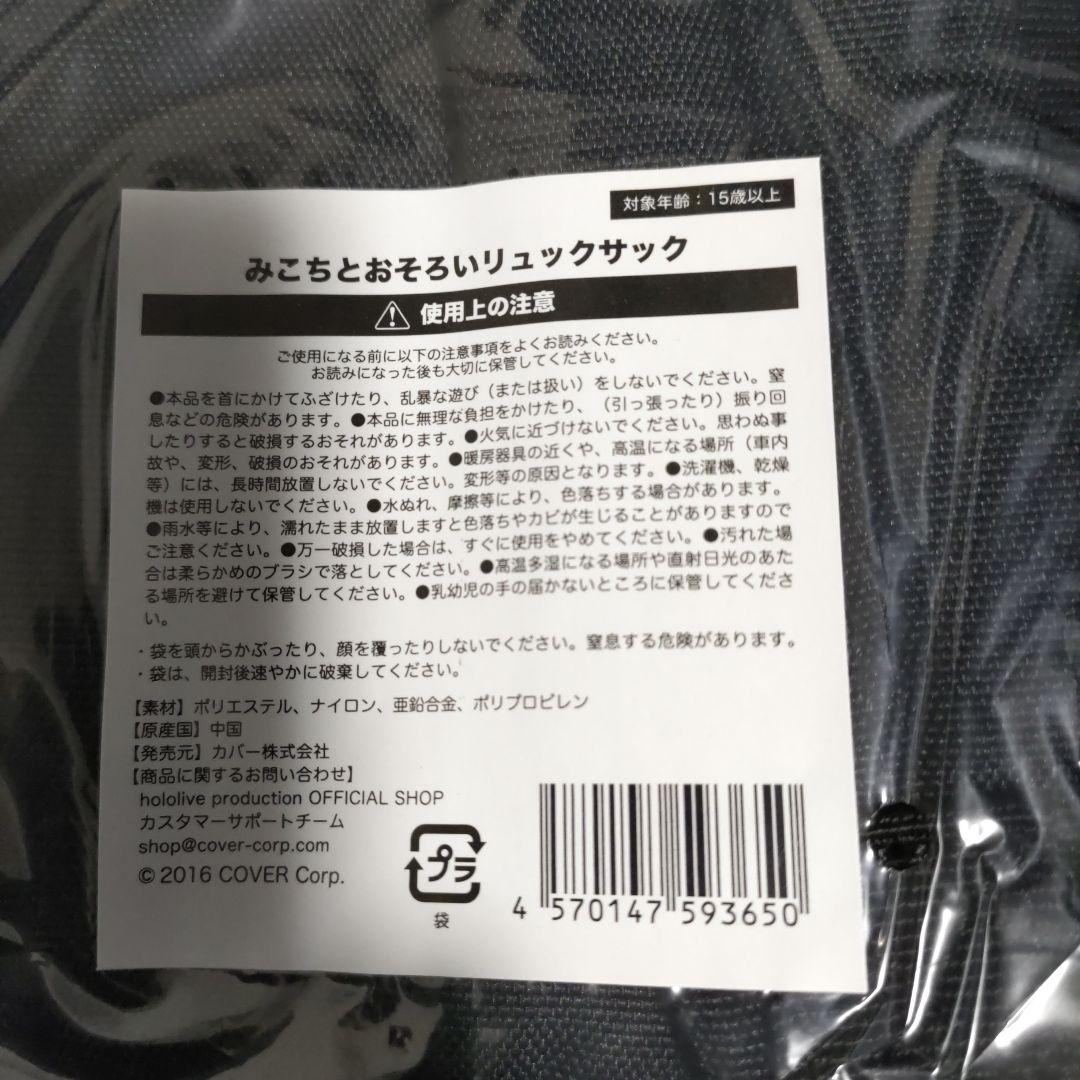 対象年齢：15歳以上
みこちとおそろいリュックサック
使用上の注意
ご使用になる前に以下の注意事項をよくお読みください。
お読みになった後も大切に保管してください。
●本品を首にかけてふざけたり、乱暴な遊び（または扱い）をしないでください。窒
息などの危険があります。●本品に無理な負担をかけたり、（引っ張ったり）振り回
したりすると破損するおそれがあります。●火気に近づけないでください。思わぬ事
故や、変形、破損のおそれがあります。●暖房器具の近くや、高温になる場所（車内
等）には、長時間放置しないでください。変形等の原因となります。●洗濯機、乾燥
機は使用しないでください。●水ぬれ、摩擦等により、色落ちする場合があります。
●雨水等により、濡れたまま放置しますと色落ちやカビが生じることがありますので
ご注意ください。●万一破損した場合は、すぐに使用をやめてください。●汚れた場
合は柔らかめのブラシで落としてください。●高温多湿になる場所や直射日光のあた
る場所を避けて保管してください。●乳幼児の手の届かないところに保管してくださ
い。
・袋を頭からかぶったり、顔を覆ったりしないでください。窒息する危険があります。
・袋は、開封後速やかに破棄してください。
【素材】ポリエステル、ナイロン、亜鉛合金、ポリプロピレン
【原産国】中国
【発売元】カバー株式会社
【商品に関するお問い合わせ】
hololive production OFFICIAL SHOP
カスタマーサポートチーム
shop@cover-corp.com
© 2016 COVER Corp.
プラ
袋
4 570147 593650